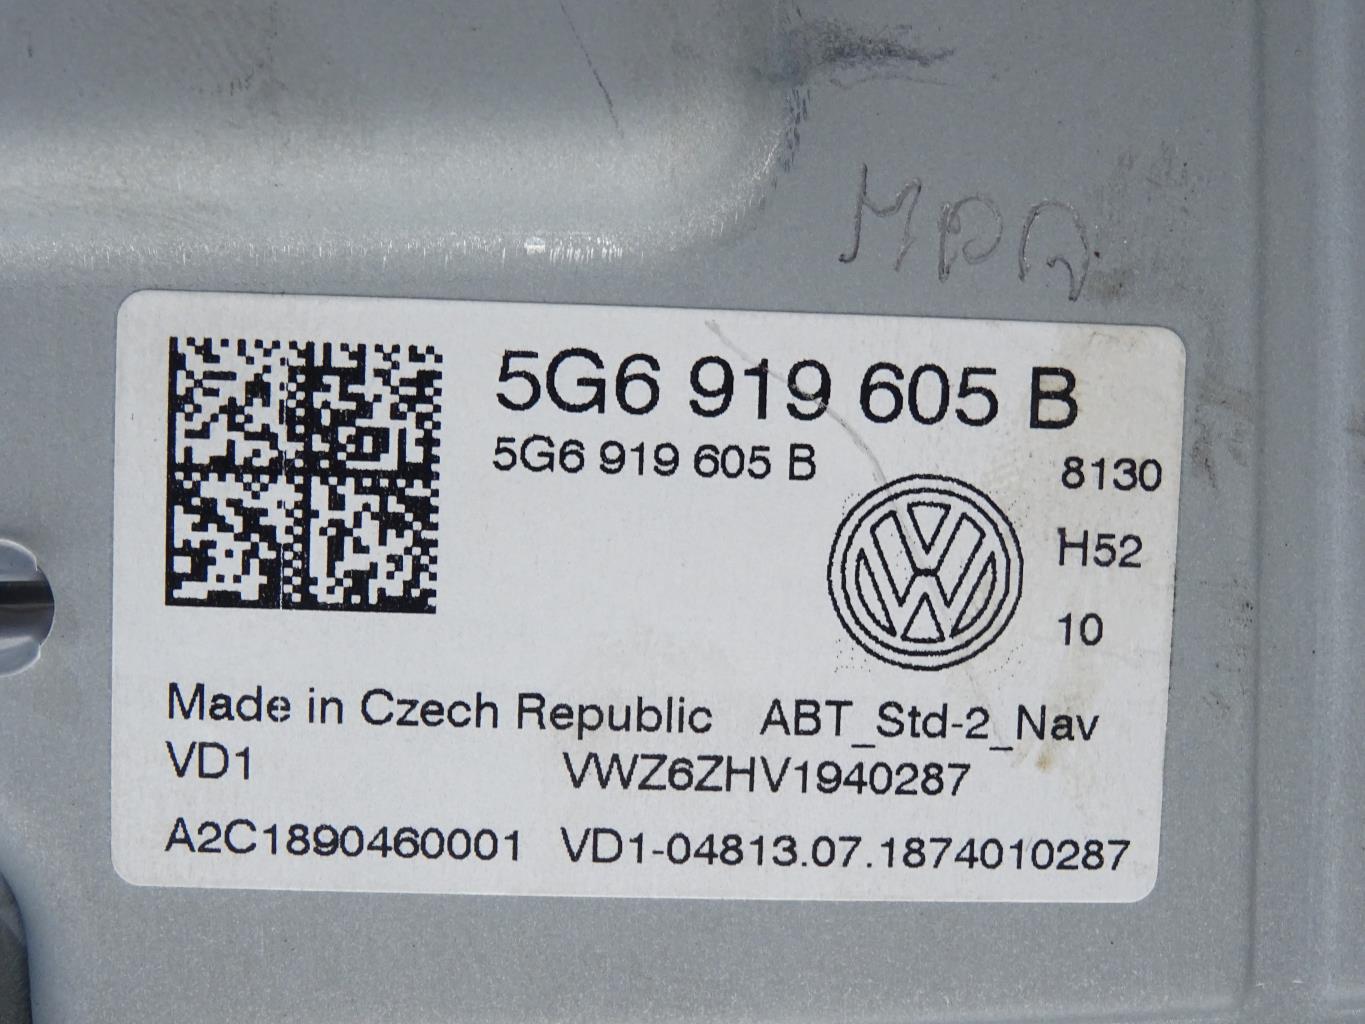 5G6 919 605 B
5G6 919 605 B
8130
H52
10
Made in Czech Republic ABT_Std-2_Nav
VD1 VWZ6ZHV1940287
A2C1890460001 VD1-04813.07.1874010287